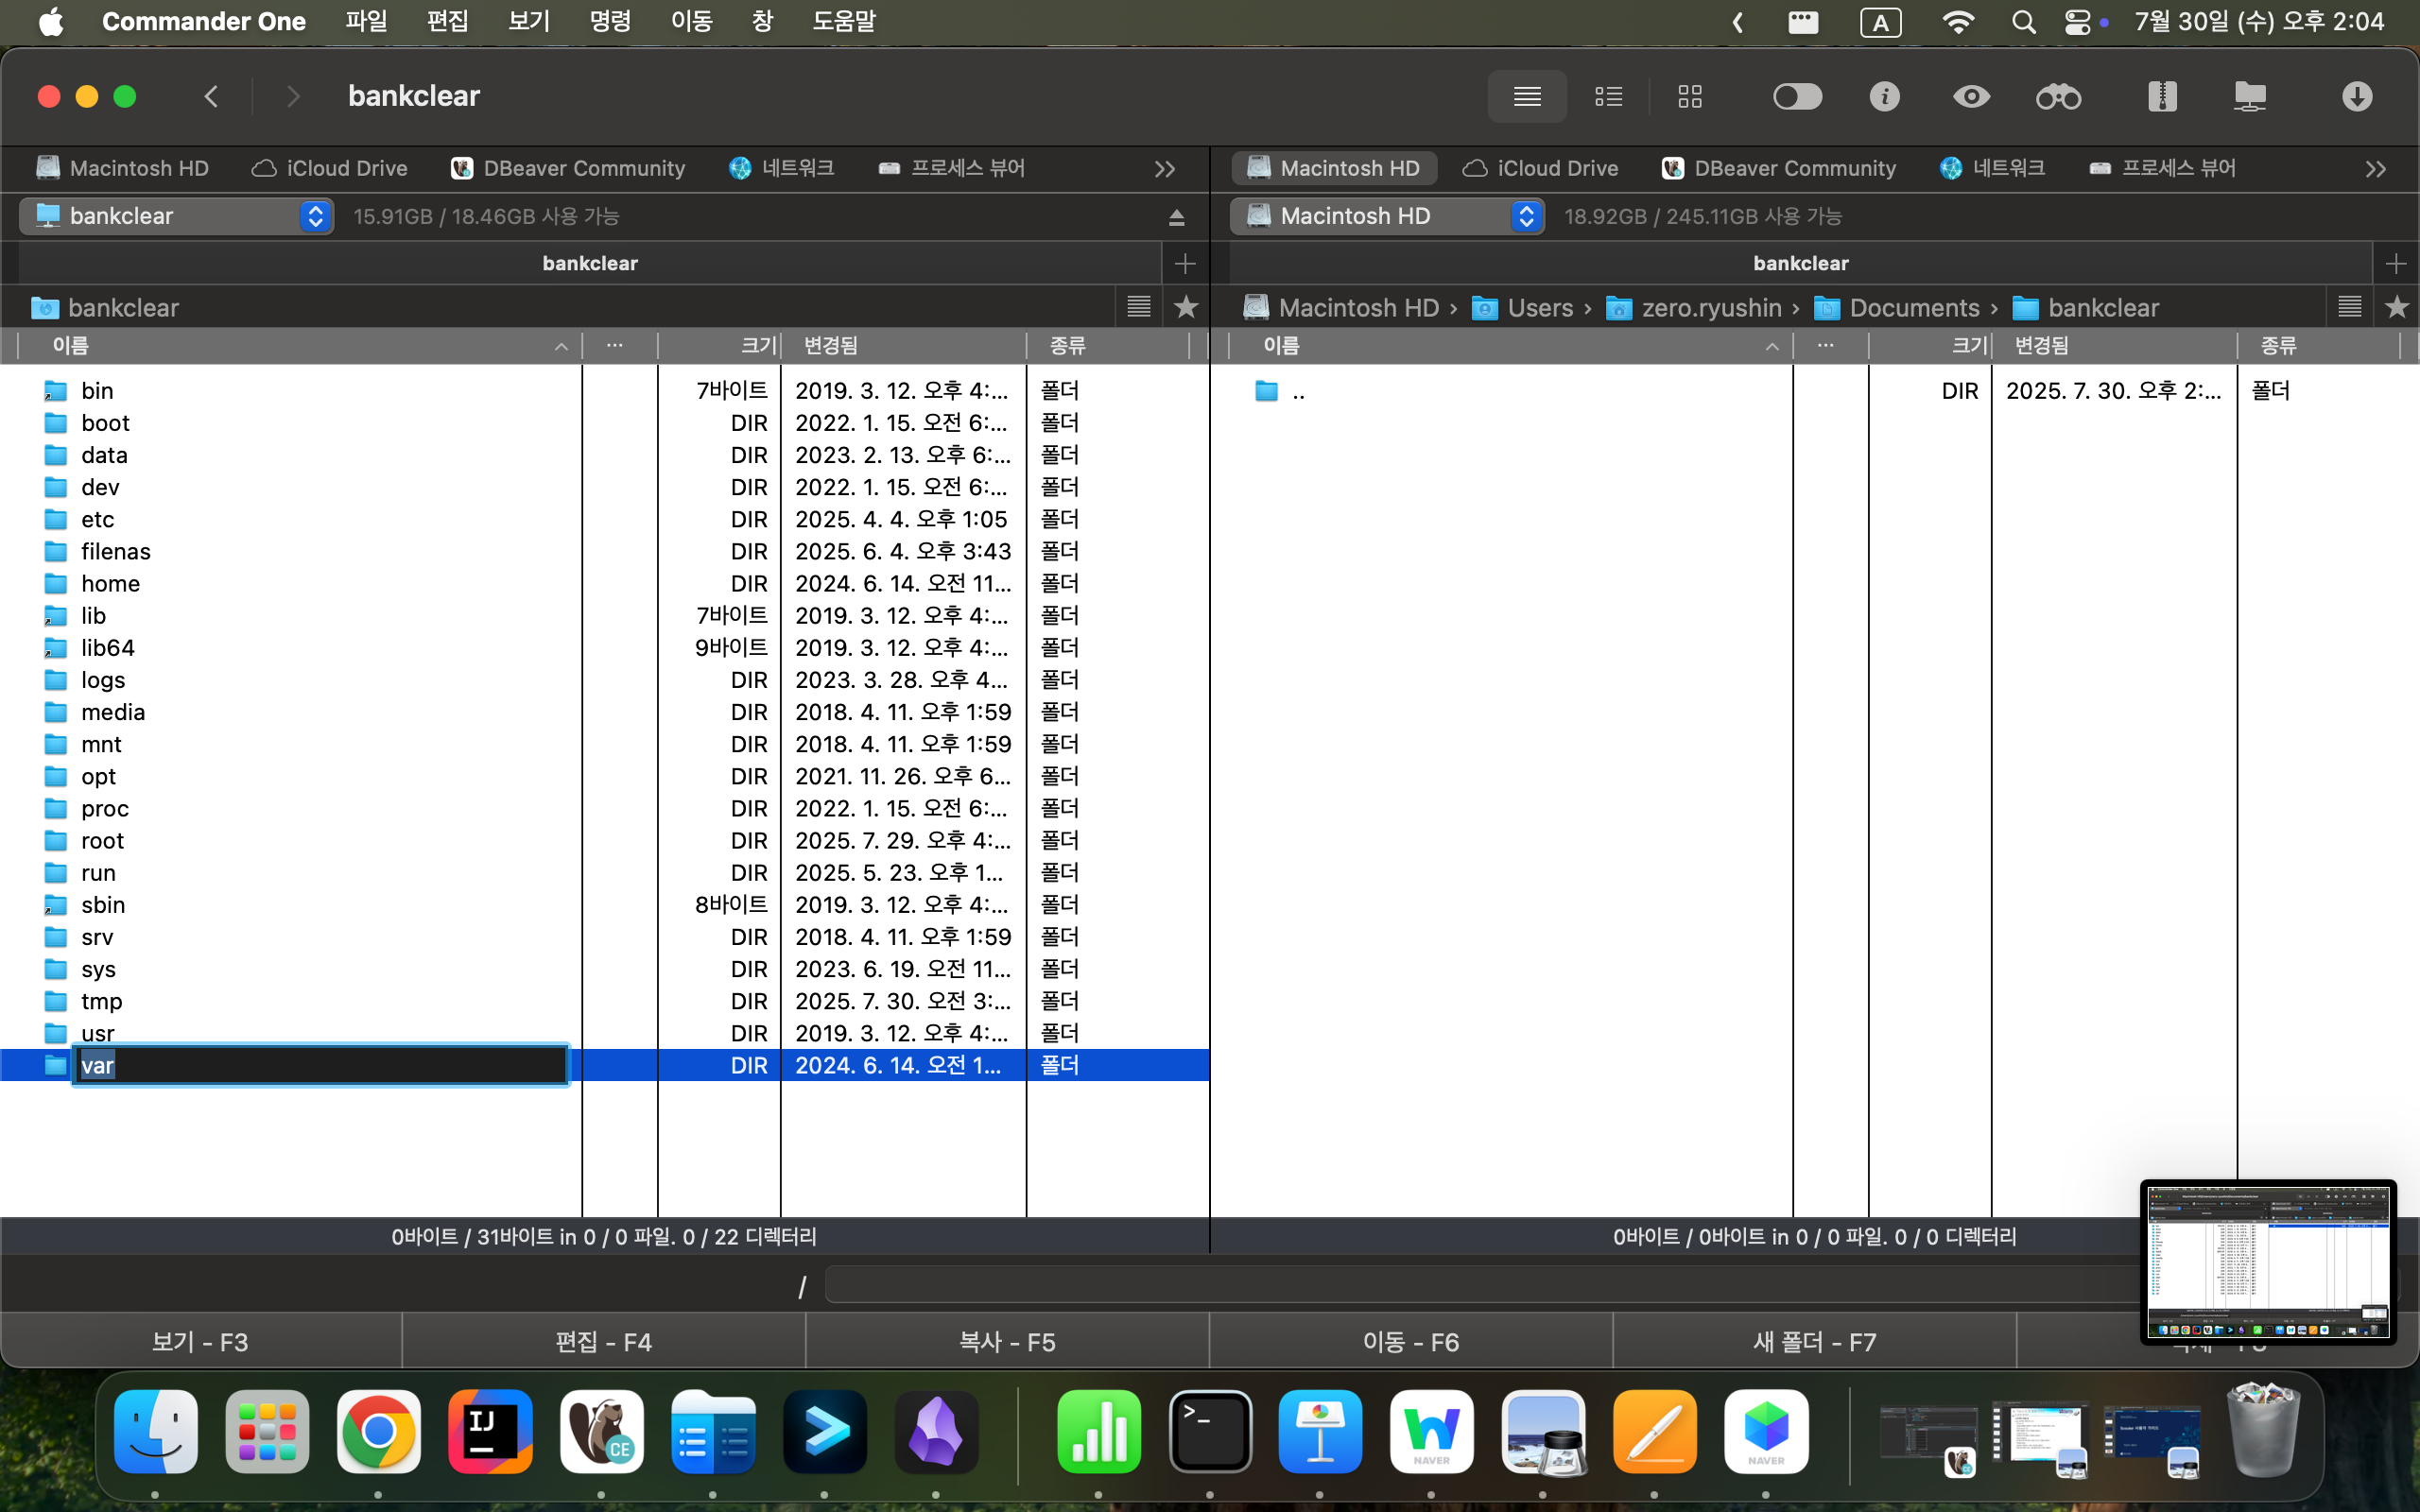 Commander One 파일 편집 보기 명령 이동 창 도움말 A 7월 30일 (수) 오후 2:04
bankclear
Macintosh HD iCloud Drive DBeaver Community 네트워크 프로세스 뷰어
Macintosh HD iCloud Drive DBeaver Community 네트워크 프로세스 뷰어
bankclear 15.91GB / 18.46GB 사용 가능
Macintosh HD 18.92GB / 245.11GB 사용 가능
bankclear
bankclear
bankclear
Macintosh HD › Users › zero.ryushin › Documents › bankclear
이름 ... 크기 변경됨 종류
bin 7바이트 2019. 3. 12. 오후 4:... 폴더
boot DIR 2022. 1. 15. 오전 6:... 폴더
data DIR 2023. 2. 13. 오후 6:... 폴더
dev DIR 2022. 1. 15. 오전 6:... 폴더
etc DIR 2025. 4. 4. 오후 1:05 폴더
filenas DIR 2025. 6. 4. 오후 3:43 폴더
home DIR 2024. 6. 14. 오전 11... 폴더
lib 7바이트 2019. 3. 12. 오후 4:... 폴더
lib64 9바이트 2019. 3. 12. 오후 4:... 폴더
logs DIR 2023. 3. 28. 오후 4... 폴더
media DIR 2018. 4. 11. 오후 1:59 폴더
mnt DIR 2018. 4. 11. 오후 1:59 폴더
opt DIR 2021. 11. 26. 오후 6... 폴더
proc DIR 2022. 1. 15. 오전 6:... 폴더
root DIR 2025. 7. 29. 오후 4:... 폴더
run DIR 2025. 5. 23. 오후 1... 폴더
sbin 8바이트 2019. 3. 12. 오후 4:... 폴더
srv DIR 2018. 4. 11. 오후 1:59 폴더
sys DIR 2023. 6. 19. 오전 11... 폴더
tmp DIR 2025. 7. 30. 오전 3:... 폴더
usr DIR 2019. 3. 12. 오후 4:... 폴더
var DIR 2024. 6. 14. 오전 1... 폴더
이름 ... 크기 변경됨 종류
.. DIR 2025. 7. 30. 오후 2:... 폴더
0바이트 / 31바이트 in 0 / 0 파일. 0 / 22 디렉터리
0바이트 / 0바이트 in 0 / 0 파일. 0 / 0 디렉터리
/
보기 - F3 편집 - F4 복사 - F5 이동 - F6 새 폴더 - F7
IJ CE >_ NAVER NAVER